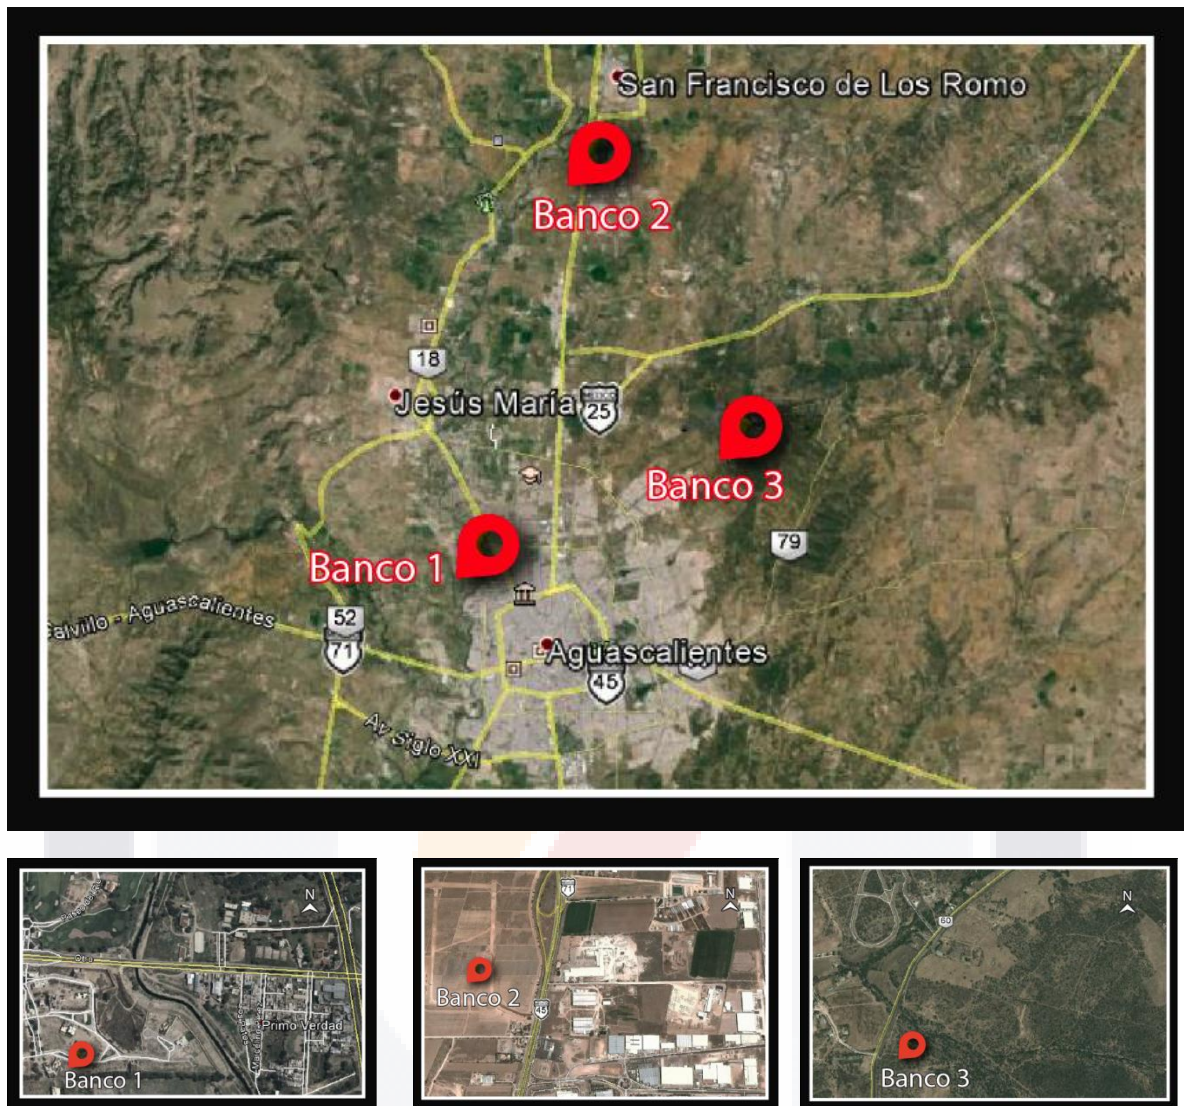 San Francisco de Los Romo
Banco 2
18
Jesús María
25
Banco 3
Banco 1
79
52
Calvillo - Aguascalientes
71
Aguascalientes
45
Av Siglo XXI
N
Primo Verdad
Banco 1
71
N
Banco 2
45
60
N
Banco 3